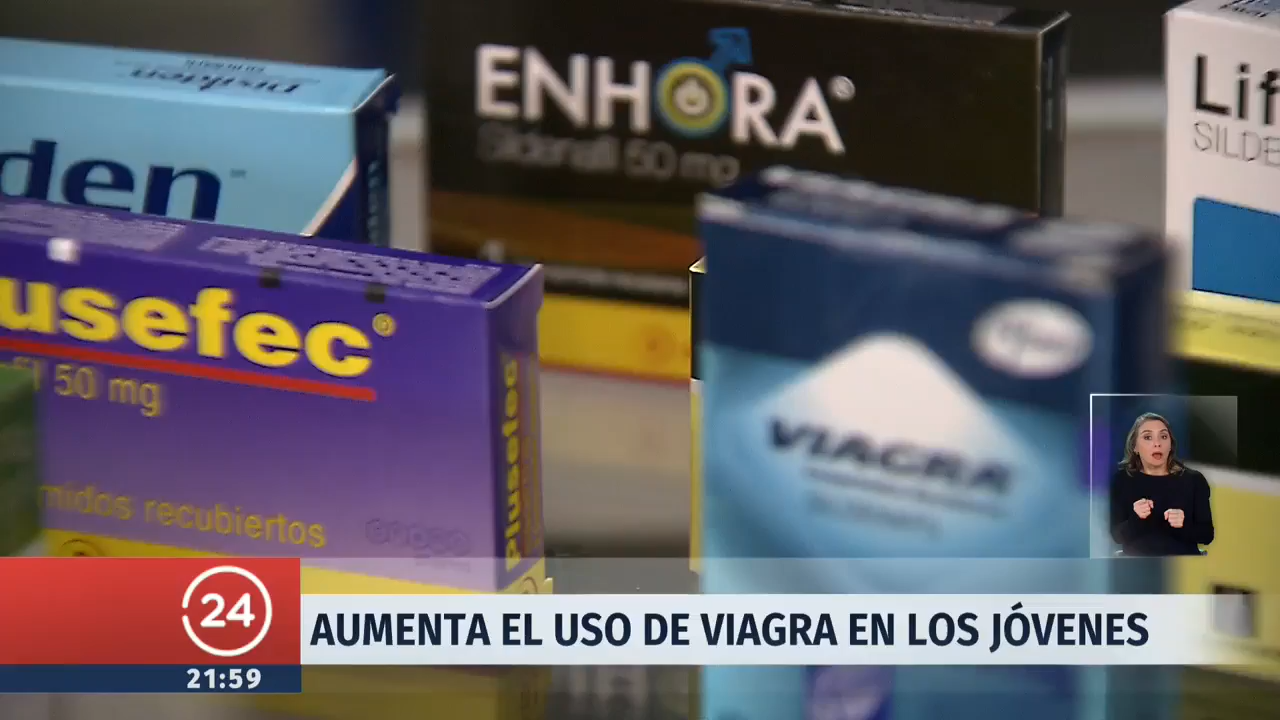 ENHORA®
Sildenafil 50 mg
Lif
SILDE
den
usefec®
50 mg
midos recubiertos
Plusefec
Pfizer
VIAGRA
24
AUMENTA EL USO DE VIAGRA EN LOS JÓVENES
21:59